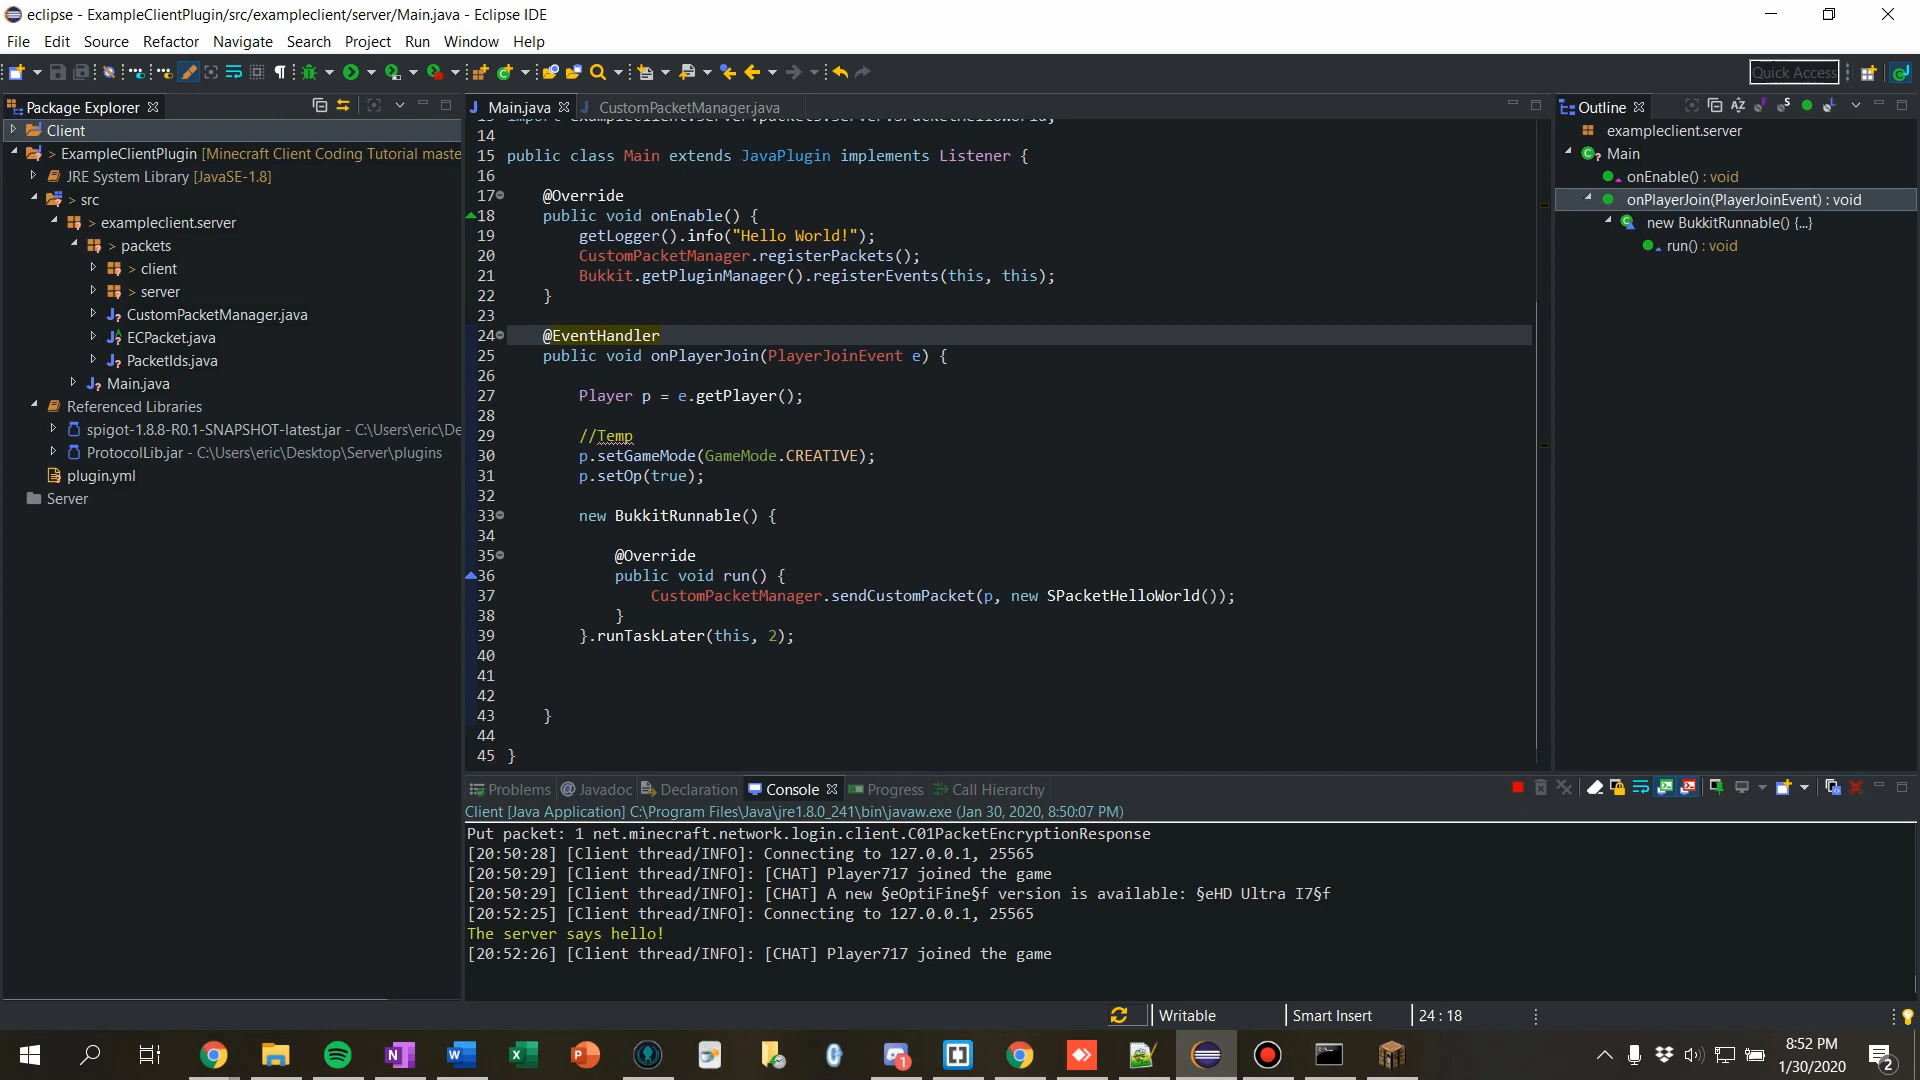 eclipse - ExampleClientPlugin/src/exampleclient/server/Main.java - Eclipse IDE
File Edit Source Refactor Navigate Search Project Run Window Help
Quick Access
Package Explorer
Client
> ExampleClientPlugin [Minecraft Client Coding Tutorial maste
JRE System Library [JavaSE-1.8]
> src
> exampleclient.server
> packets
> client
> server
CustomPacketManager.java
ECPacket.java
PacketIds.java
Main.java
Referenced Libraries
spigot-1.8.8-R0.1-SNAPSHOT-latest.jar - C:\Users\eric\De
ProtocolLib.jar - C:\Users\eric\Desktop\Server\plugins
plugin.yml
Server
Main.java CustomPacketManager.java
14
15 public class Main extends JavaPlugin implements Listener {
16
17 @Override
18 public void onEnable() {
19 getLogger().info("Hello World!");
20 CustomPacketManager.registerPackets();
21 Bukkit.getPluginManager().registerEvents(this, this);
22 }
23
24 @EventHandler
25 public void onPlayerJoin(PlayerJoinEvent e) {
26
27 Player p = e.getPlayer();
28
29 //Temp
30 p.setGameMode(GameMode.CREATIVE);
31 p.setOp(true);
32
33 new BukkitRunnable() {
34
35 @Override
36 public void run() {
37 CustomPacketManager.sendCustomPacket(p, new SPacketHelloWorld());
38 }
39 }.runTaskLater(this, 2);
40
41
42
43 }
44
45 }
Outline
exampleclient.server
Main
onEnable() : void
onPlayerJoin(PlayerJoinEvent) : void
new BukkitRunnable() {...}
run() : void
Problems Javadoc Declaration Console Progress Call Hierarchy
Client [Java Application] C:\Program Files\Java\jre1.8.0_241\bin\javaw.exe (Jan 30, 2020, 8:50:07 PM)
Put packet: 1 net.minecraft.network.login.client.C01PacketEncryptionResponse
[20:50:28] [Client thread/INFO]: Connecting to 127.0.0.1, 25565
[20:50:29] [Client thread/INFO]: [CHAT] Player717 joined the game
[20:50:29] [Client thread/INFO]: [CHAT] A new §eOptiFine§f version is available: §eHD Ultra I7§f
[20:52:25] [Client thread/INFO]: Connecting to 127.0.0.1, 25565
The server says hello!
[20:52:26] [Client thread/INFO]: [CHAT] Player717 joined the game
Writable Smart Insert 24 : 18
8:52 PM
1/30/2020
2